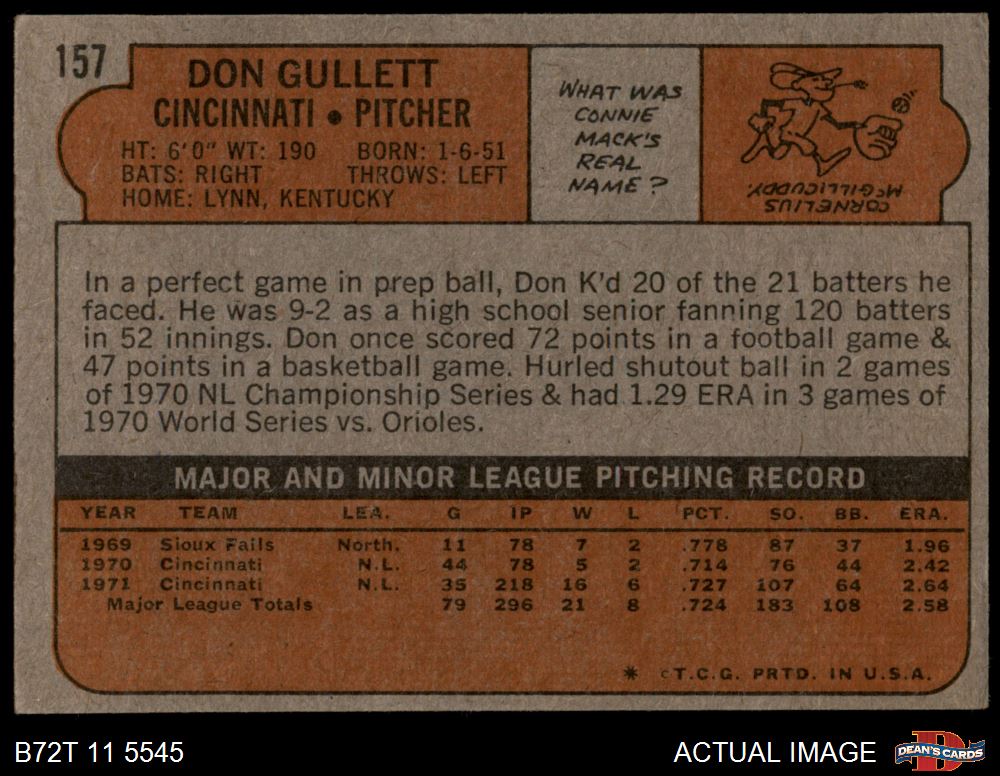 157
DON GULLETT
CINCINNATI • PITCHER
HT: 6'0" WT: 190 BORN: 1-6-51
BATS: RIGHT THROWS: LEFT
HOME: LYNN, KENTUCKY
WHAT WAS
CONNIE
MACK'S
REAL
NAME?
CORNELIUS
McGILLICUDDY.
In a perfect game in prep ball, Don K'd 20 of the 21 batters he
faced. He was 9-2 as a high school senior fanning 120 batters
in 52 innings. Don once scored 72 points in a football game &
47 points in a basketball game. Hurled shutout ball in 2 games
of 1970 NL Championship Series & had 1.29 ERA in 3 games of
1970 World Series vs. Orioles.
MAJOR AND MINOR LEAGUE PITCHING RECORD
YEAR TEAM LEA. G IP W L PCT. SO. BB. ERA.
1969 Sioux Falls North. 11 78 7 2 .778 87 37 1.96
1970 Cincinnati N.L. 44 78 5 2 .714 76 44 2.42
1971 Cincinnati N.L. 35 218 16 6 .727 107 64 2.64
Major League Totals 79 296 21 8 .724 183 108 2.58
* ©T.C.G. PRTD. IN U.S.A.
B72T 11 5545
ACTUAL IMAGE
DEAN'S CARDS